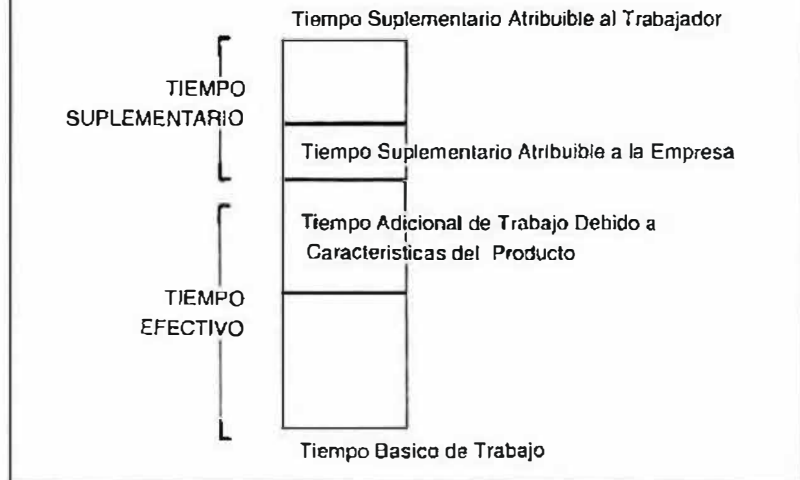 Tiempo Suplementario Atribuible al Trabajador
TIEMPO
SUPLEMENTARIO
Tiempo Suplementario Atribuible a la Empresa
Tiempo Adicional de Trabajo Debido a
Caracteristicas del Producto
TIEMPO
EFECTIVO
Tiempo Basico de Trabajo